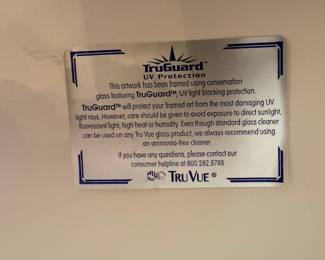 TruGuard™
UV Protection
This artwork has been framed using conservation
glass featuring TruGuard™, UV light blocking protection.
TruGuard™ will protect your framed art from the most damaging UV
light rays. However, care should be given to avoid exposure to direct sunlight,
fluorescent light, high heat or humidity. Even though standard glass cleaner
can be used on any Tru Vue glass product, we always recommend using
an ammonia-free cleaner.
If you have any questions, please contact our
consumer helpline at 800.282.8788.
TRU VUE ®